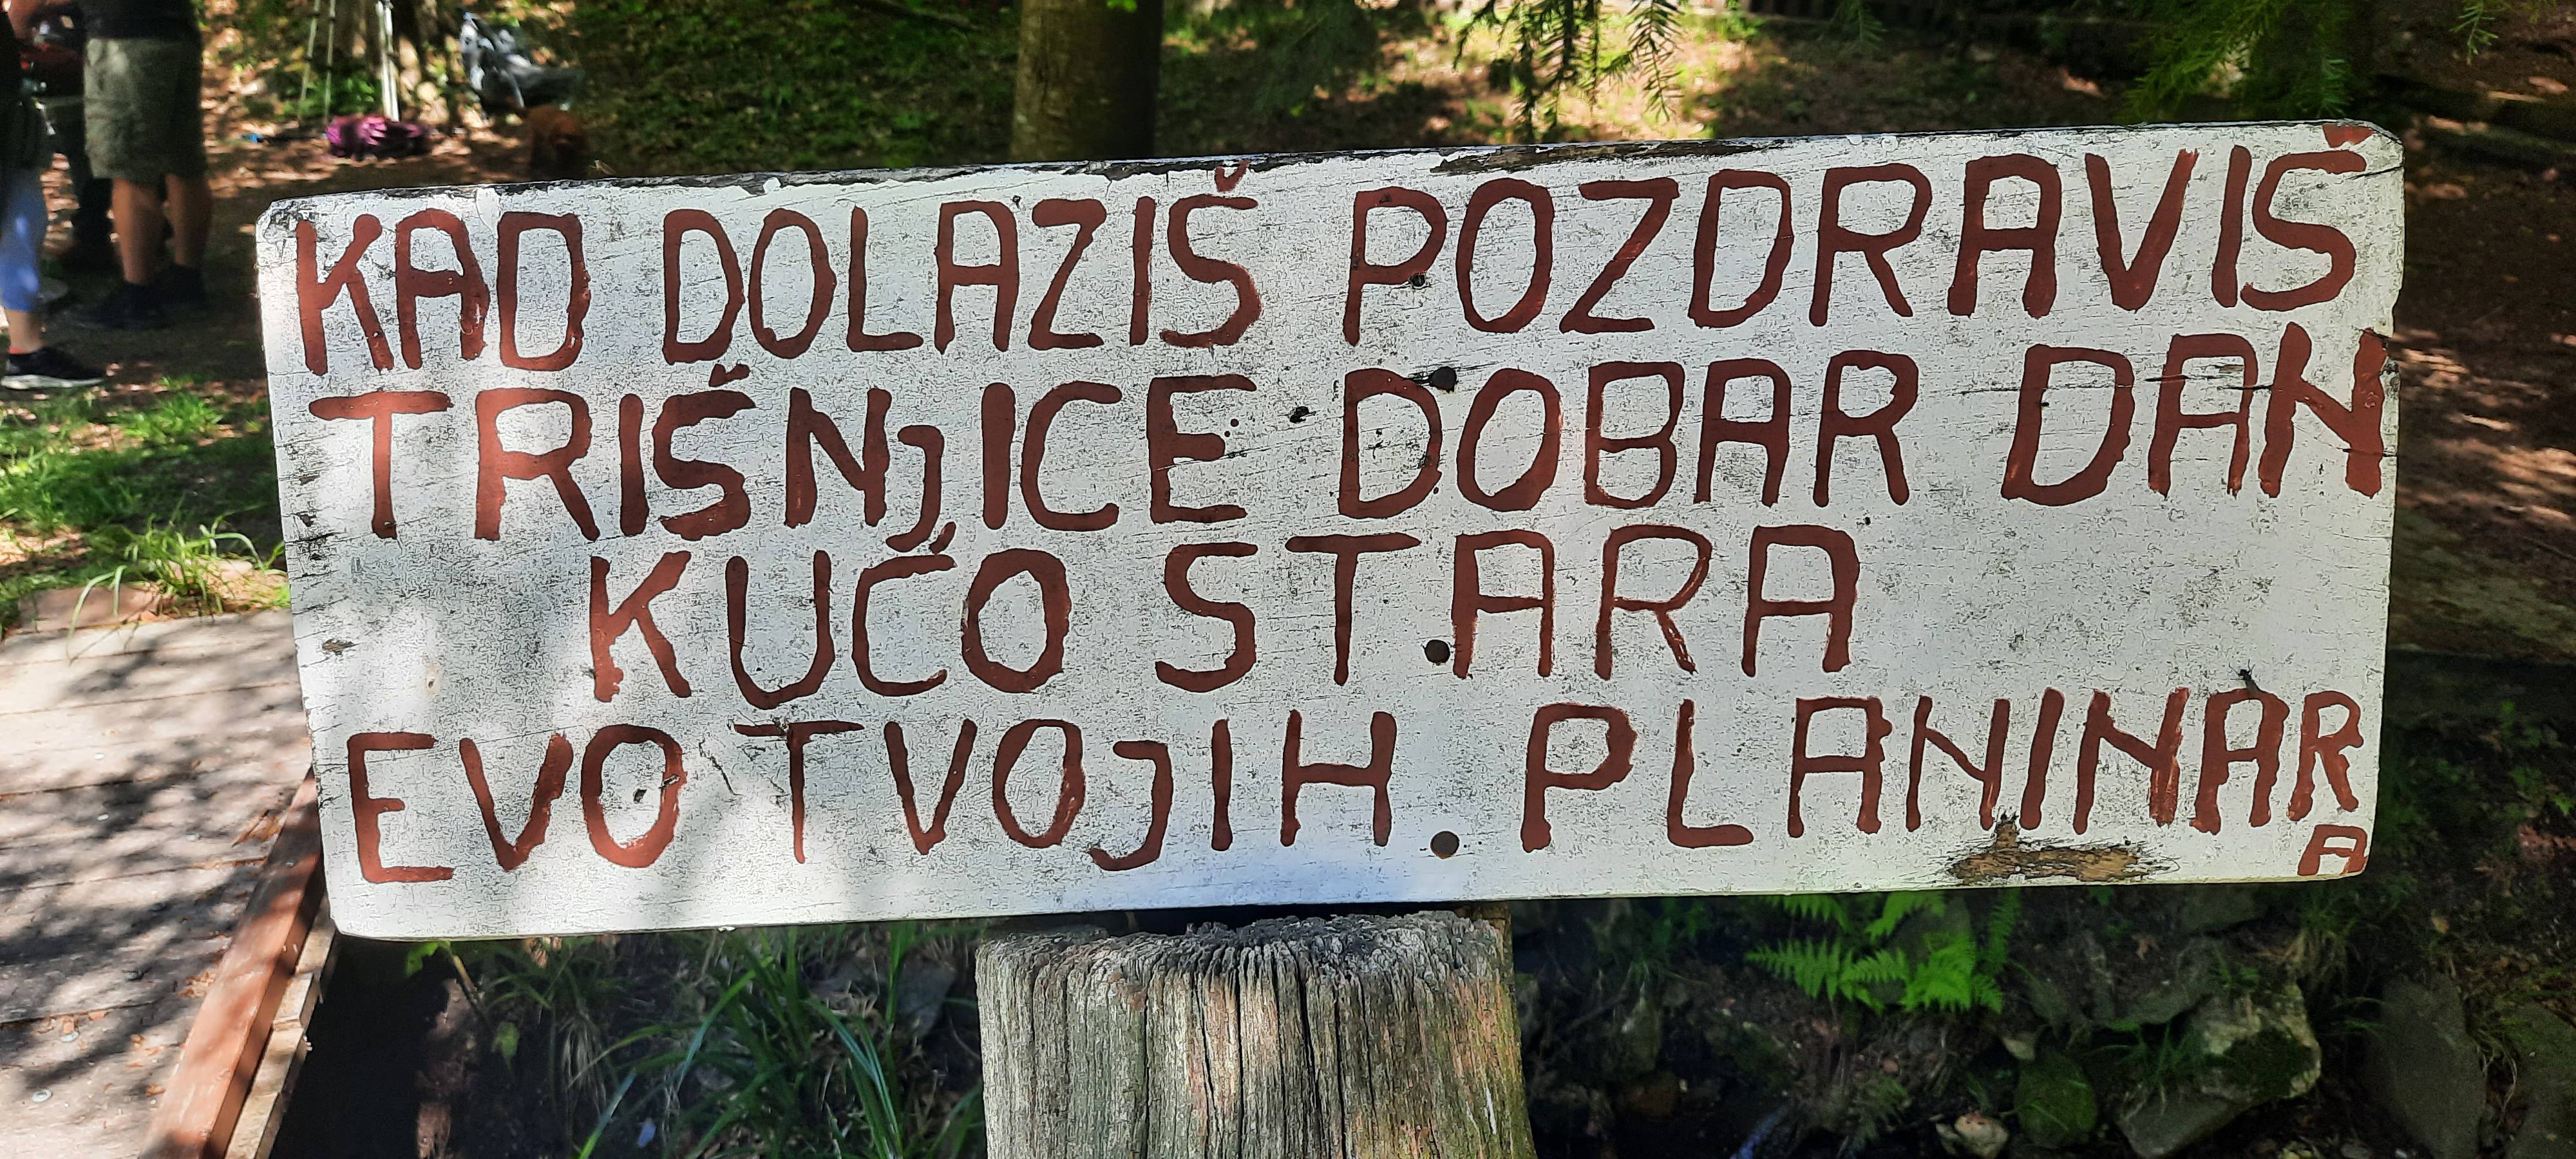 KAD DOLAZIŠ POZDRAVIŠ
TRIŠNJICE DOBAR DAN
KUĆO STARA
EVO TVOJIH PLANINARA